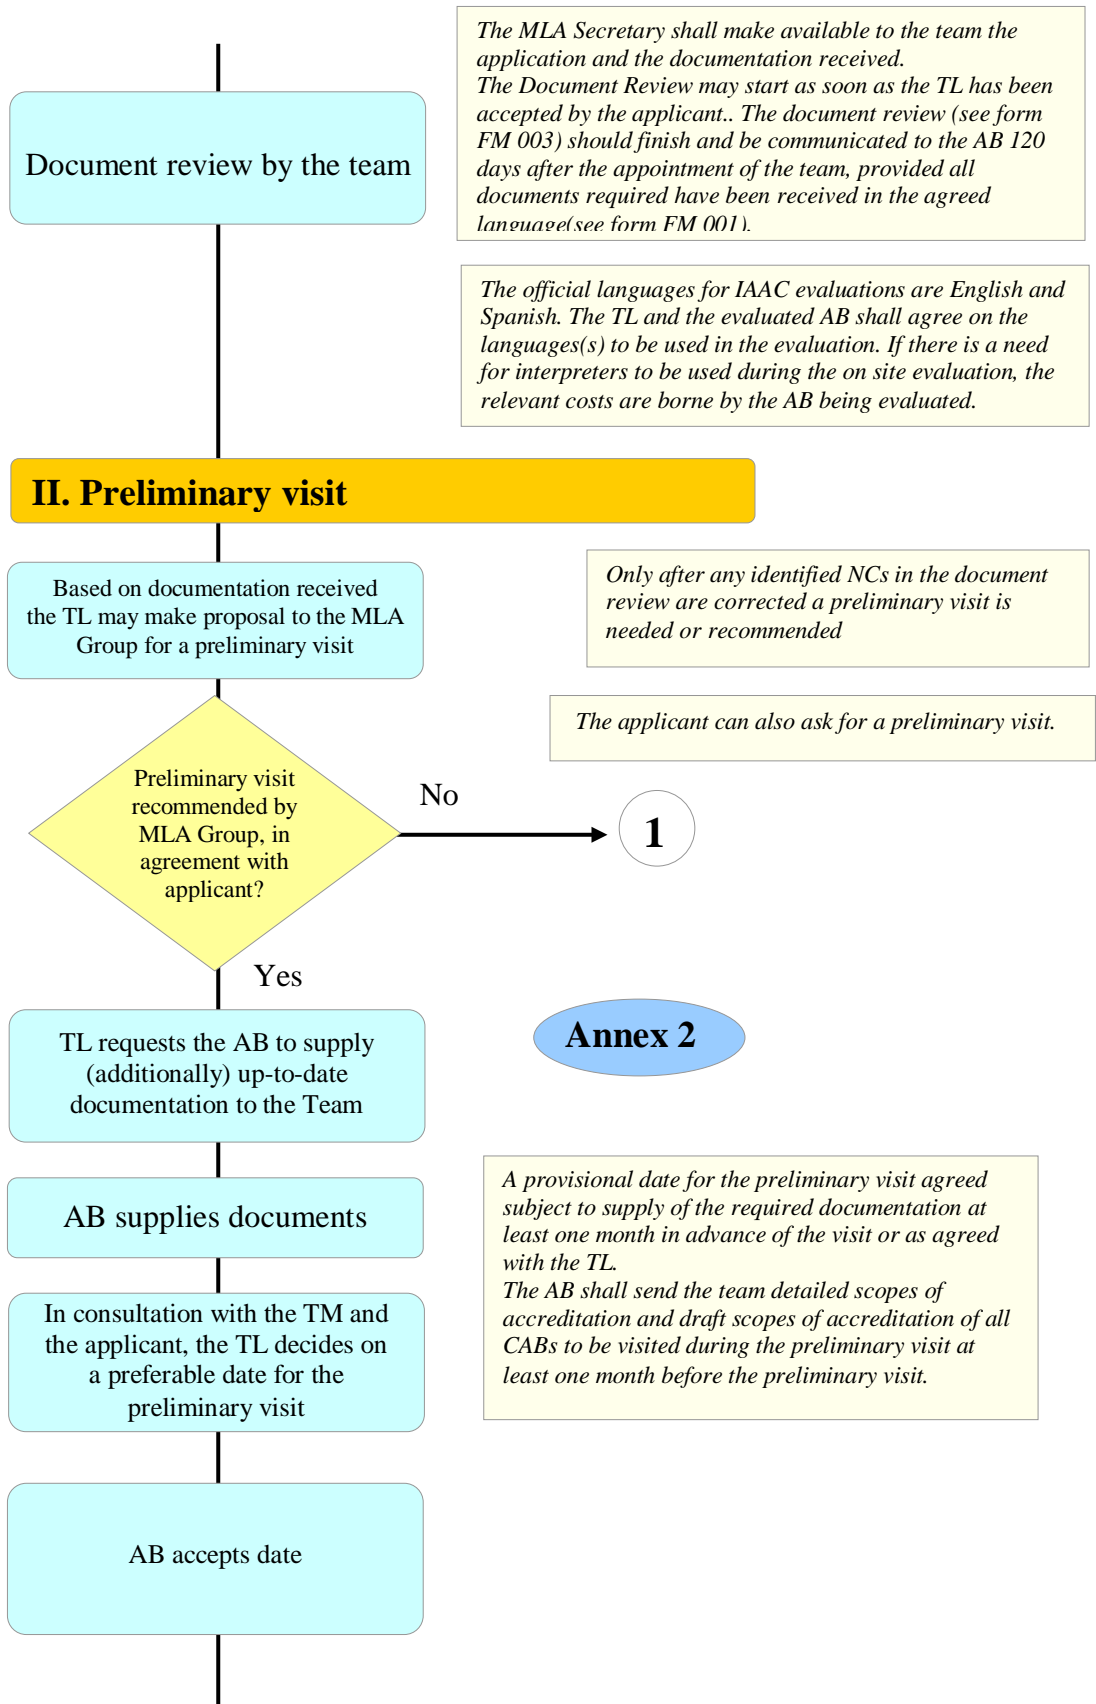 The MLA Secretary shall make available to the team the
application and the documentation received.
The Document Review may start as soon as the TL has been
accepted by the applicant.. The document review (see form
FM 003) should finish and be communicated to the AB 120
days after the appointment of the team, provided all
documents required have been received in the agreed
language(see form FM 001).
Document review by the team
The official languages for IAAC evaluations are English and
Spanish. The TL and the evaluated AB shall agree on the
languages(s) to be used in the evaluation. If there is a need
for interpreters to be used during the on site evaluation, the
relevant costs are borne by the AB being evaluated.
II. Preliminary visit
Based on documentation received
the TL may make proposal to the MLA
Group for a preliminary visit
Only after any identified NCs in the document
review are corrected a preliminary visit is
needed or recommended
The applicant can also ask for a preliminary visit.
Preliminary visit
recommended by
MLA Group, in
agreement with
applicant?
No
1
Yes
TL requests the AB to supply
(additionally) up-to-date
documentation to the Team
Annex 2
AB supplies documents
A provisional date for the preliminary visit agreed
subject to supply of the required documentation at
least one month in advance of the visit or as agreed
with the TL.
The AB shall send the team detailed scopes of
accreditation and draft scopes of accreditation of all
CABs to be visited during the preliminary visit at
least one month before the preliminary visit.
In consultation with the TM and
the applicant, the TL decides on
a preferable date for the
preliminary visit
AB accepts date